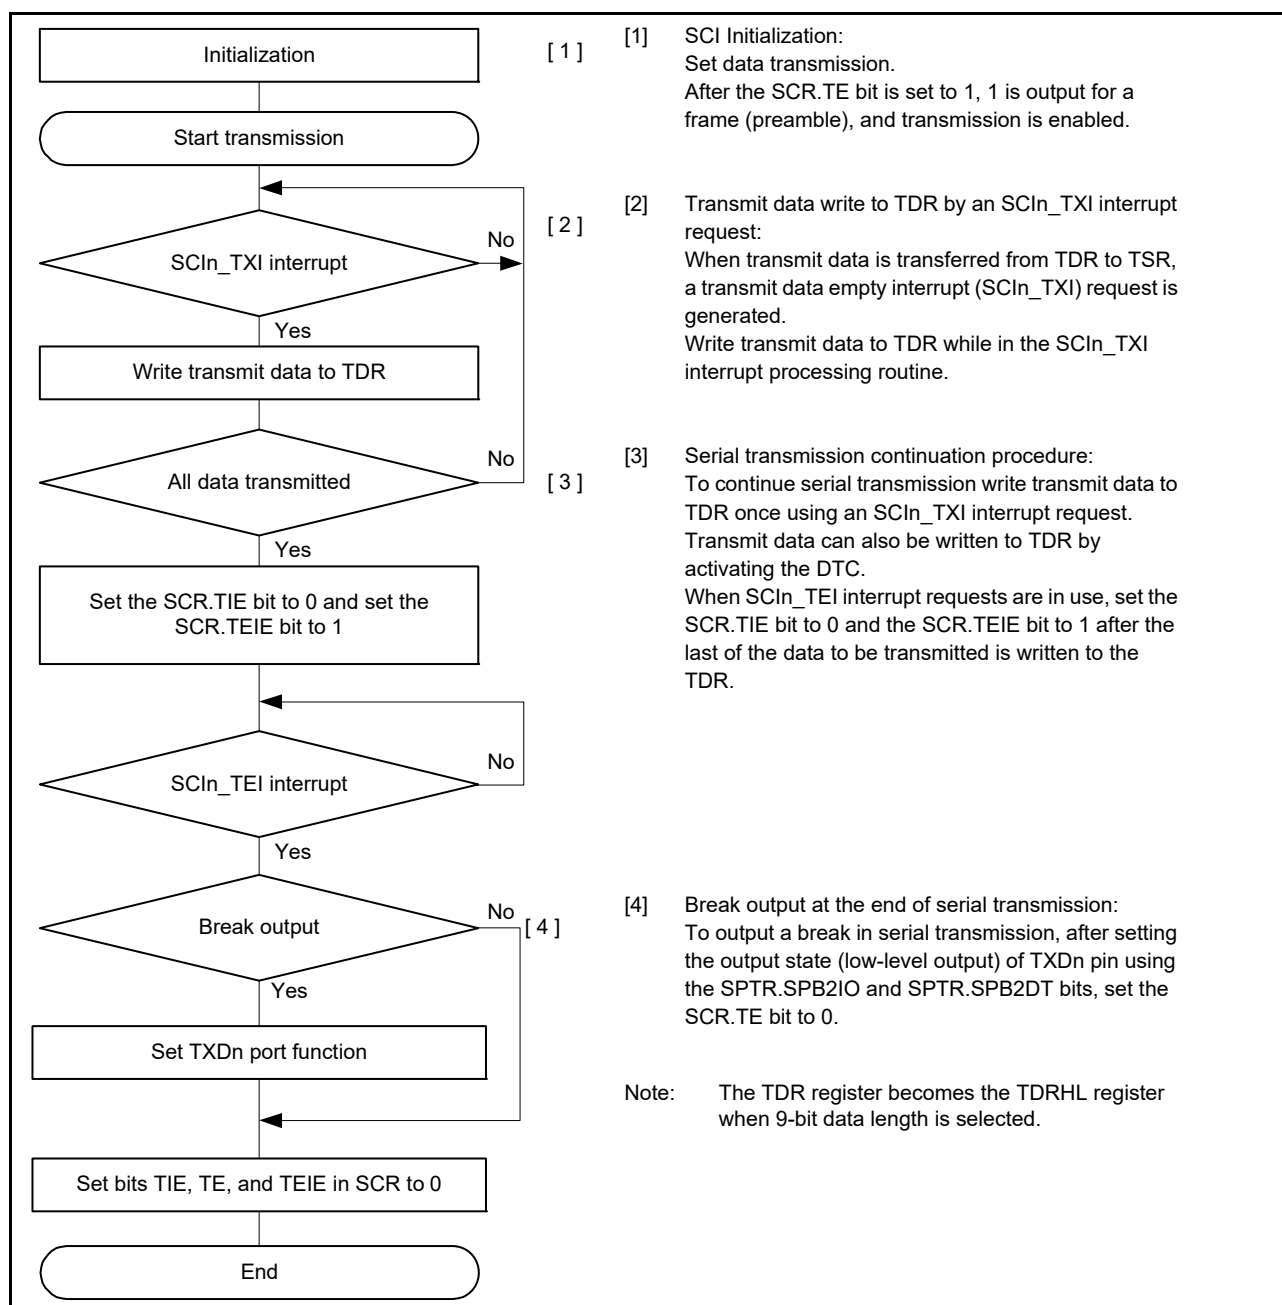 Initialization
[ 1 ]
Start transmission
SCIn_TXI interrupt
No
[ 2 ]
Yes
Write transmit data to TDR
All data transmitted
No
[ 3 ]
Yes
Set the SCR.TIE bit to 0 and set the
SCR.TEIE bit to 1
SCIn_TEI interrupt
No
Yes
Break output
No
[ 4 ]
Yes
Set TXDn port function
Set bits TIE, TE, and TEIE in SCR to 0
End
[1] SCI Initialization:
Set data transmission.
After the SCR.TE bit is set to 1, 1 is output for a
frame (preamble), and transmission is enabled.
[2] Transmit data write to TDR by an SCIn_TXI interrupt
request:
When transmit data is transferred from TDR to TSR,
a transmit data empty interrupt (SCIn_TXI) request is
generated.
Write transmit data to TDR while in the SCIn_TXI
interrupt processing routine.
[3] Serial transmission continuation procedure:
To continue serial transmission write transmit data to
TDR once using an SCIn_TXI interrupt request.
Transmit data can also be written to TDR by
activating the DTC.
When SCIn_TEI interrupt requests are in use, set the
SCR.TIE bit to 0 and the SCR.TEIE bit to 1 after the
last of the data to be transmitted is written to the
TDR.
[4] Break output at the end of serial transmission:
To output a break in serial transmission, after setting
the output state (low-level output) of TXDn pin using
the SPTR.SPB2IO and SPTR.SPB2DT bits, set the
SCR.TE bit to 0.
Note: The TDR register becomes the TDRHL register
when 9-bit data length is selected.